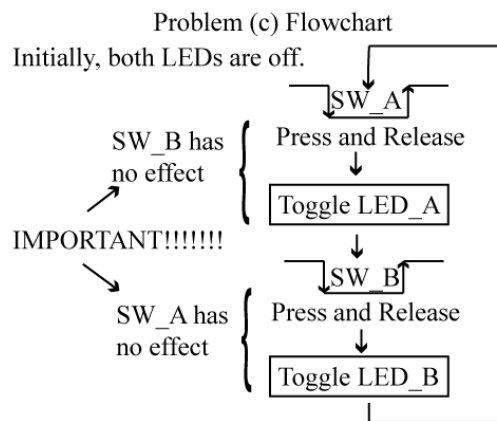 Problem (c) Flowchart
Initially, both LEDs are off.
SW_A
Press and Release
SW_B has
no effect
Toggle LED_A
IMPORTANT!!!!!!!
SW_B
Press and Release
SW_A has
no effect
Toggle LED_B